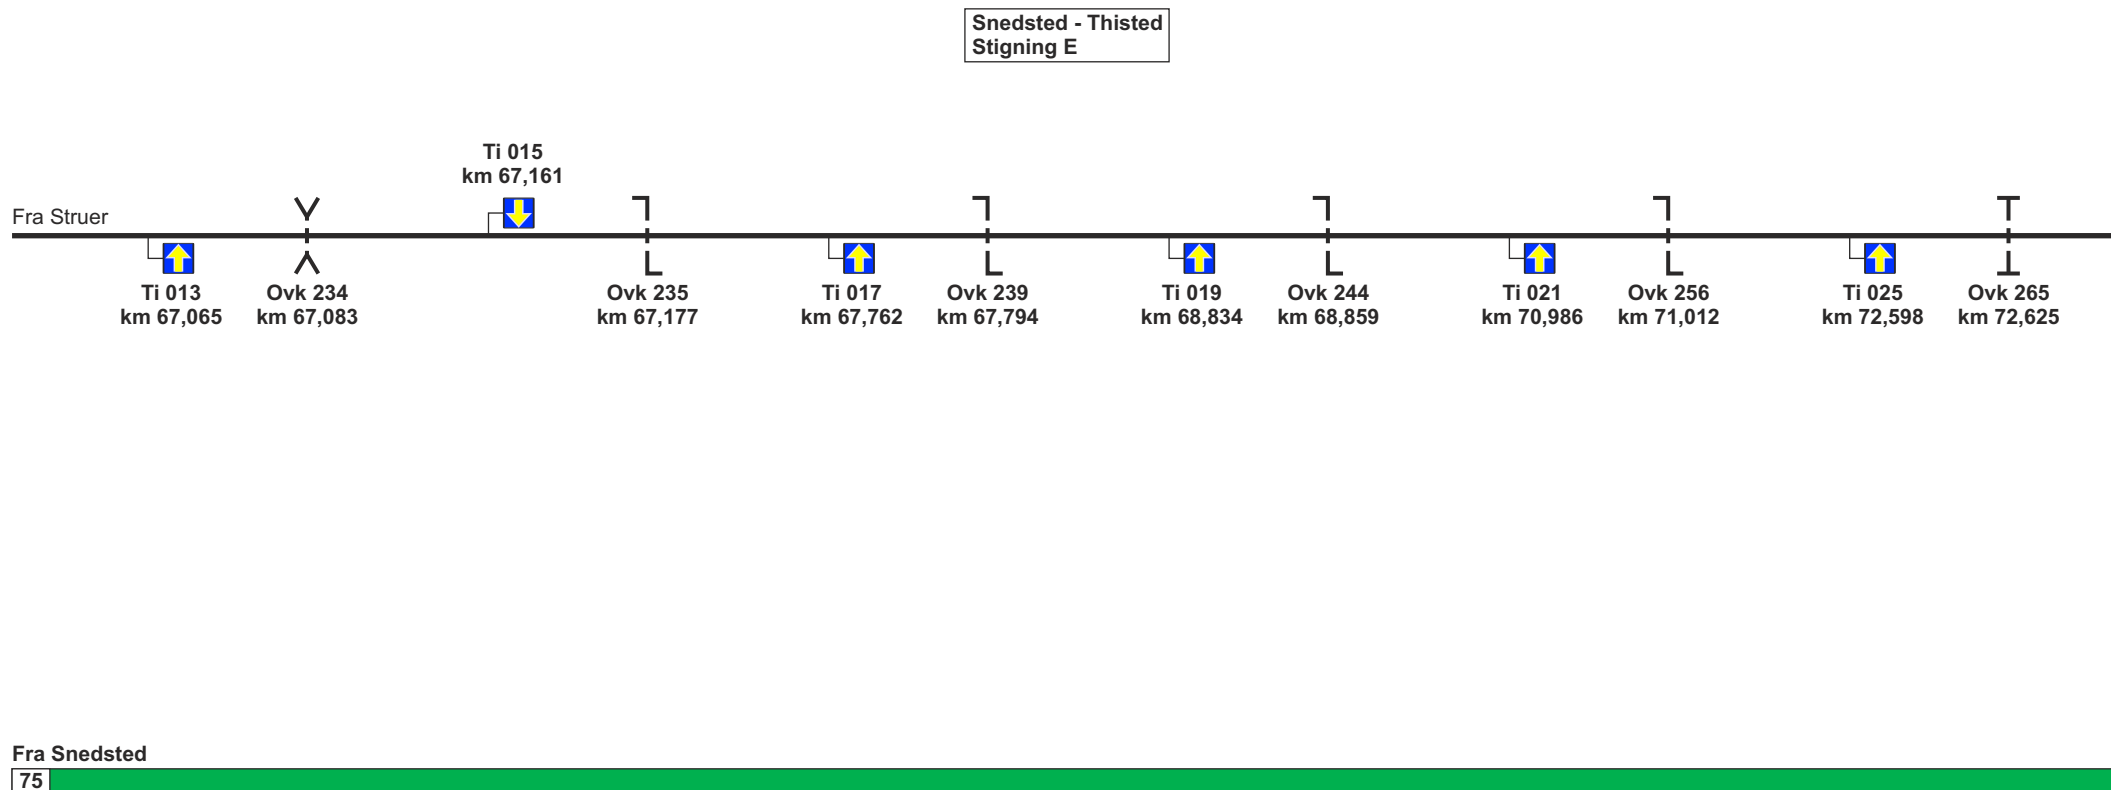 Snedsted - Thisted
Stigning E
Ti 015
km 67,161
Fra Struer
Ti 013
km 67,065
Ovk 234
km 67,083
Ovk 235
km 67,177
Ti 017
km 67,762
Ovk 239
km 67,794
Ti 019
km 68,834
Ovk 244
km 68,859
Ti 021
km 70,986
Ovk 256
km 71,012
Ti 025
km 72,598
Ovk 265
km 72,625
Fra Snedsted
75